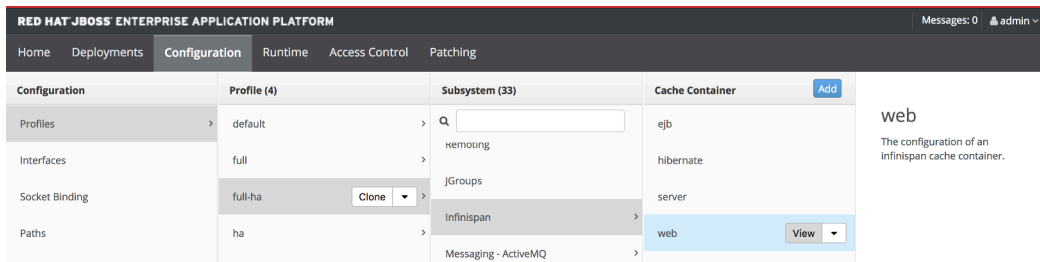 RED HAT JBOSS ENTERPRISE APPLICATION PLATFORM
Messages: 0 admin
Home Deployments Configuration Runtime Access Control Patching
Configuration
Profiles
Interfaces
Socket Binding
Paths
Profile (4)
default
full
full-ha Clone
ha
Subsystem (33)
Remoting
JGroups
Infinispan
Messaging - ActiveMQ
Cache Container Add
ejb
hibernate
server
web View
web
The configuration of an
infinispan cache container.